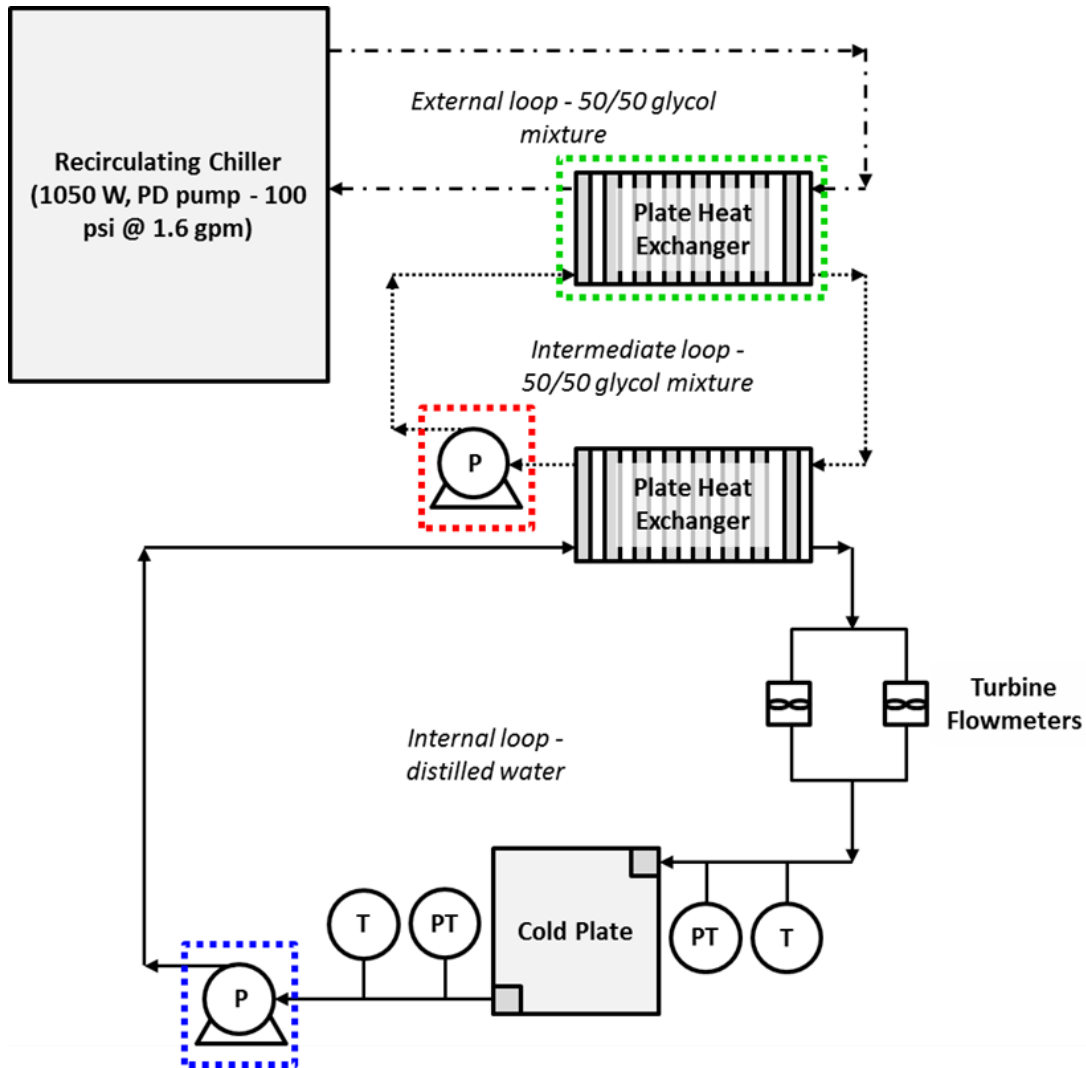 External loop - 50/50 glycol
mixture
Recirculating Chiller
(1050 W, PD pump - 100
psi @ 1.6 gpm)
Plate Heat
Exchanger
Intermediate loop -
50/50 glycol mixture
P
Plate Heat
Exchanger
Turbine
Flowmeters
Internal loop -
distilled water
T
PT
Cold Plate
PT
T
P